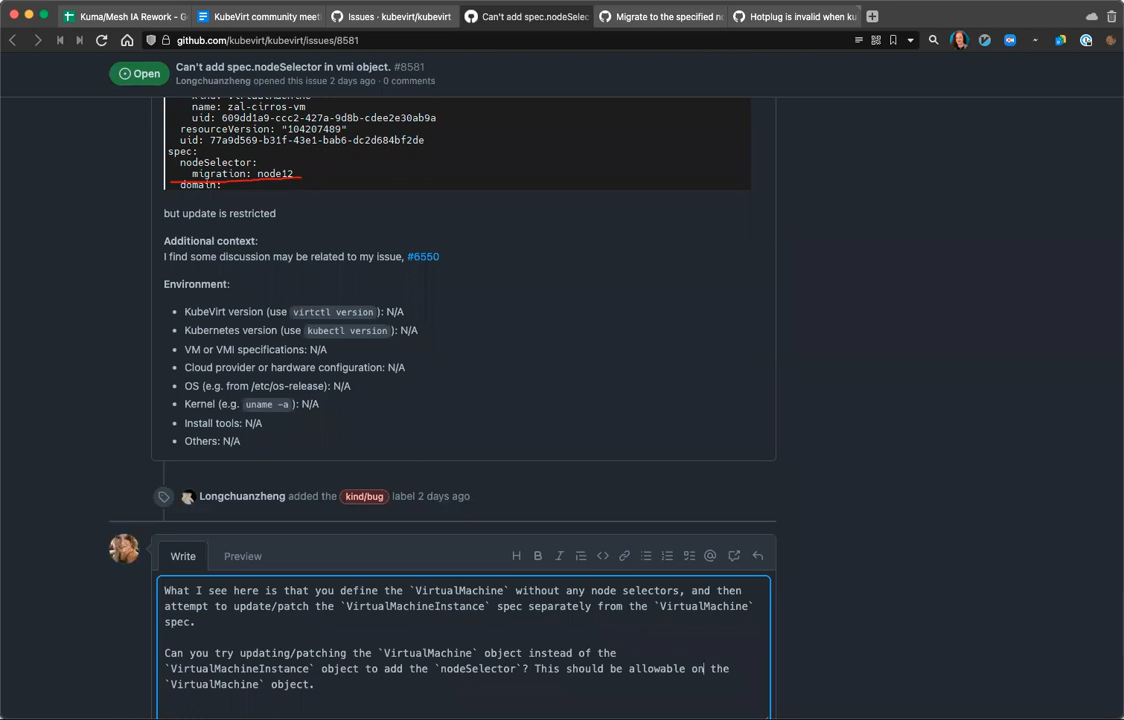 Kuma/Mesh IA Rework - G
KubeVirt community meet
Issues · kubevirt/kubevirt
Can't add spec.nodeSelec
Migrate to the specified n
Hotplug is invalid when ku
github.com/kubevirt/kubevirt/issues/8581
Open
Can't add spec.nodeSelector in vmi object. #8581
Longchuanzheng opened this issue 2 days ago · 0 comments
name: zal-cirros-vm
uid: 609dd1a9-ccc2-427a-9d8b-cdee2e30ab9a
resourceVersion: "104207489"
uid: 77a9d569-b31f-43e1-bab6-dc2d684bf2de
spec:
nodeSelector:
migration: node12
domain:
but update is restricted
Additional context:
I find some discussion may be related to my issue, #6550
Environment:
• KubeVirt version (use virtctl version): N/A
• Kubernetes version (use kubectl version): N/A
• VM or VMI specifications: N/A
• Cloud provider or hardware configuration: N/A
• OS (e.g. from /etc/os-release): N/A
• Kernel (e.g. uname -a): N/A
• Install tools: N/A
• Others: N/A
Longchuanzheng added the kind/bug label 2 days ago
Write
Preview
What I see here is that you define the `VirtualMachine` without any node selectors, and then
attempt to update/patch the `VirtualMachineInstance` spec separately from the `VirtualMachine`
spec.
Can you try updating/patching the `VirtualMachine` object instead of the
`VirtualMachineInstance` object to add the `nodeSelector`? This should be allowable on the
`VirtualMachine` object.